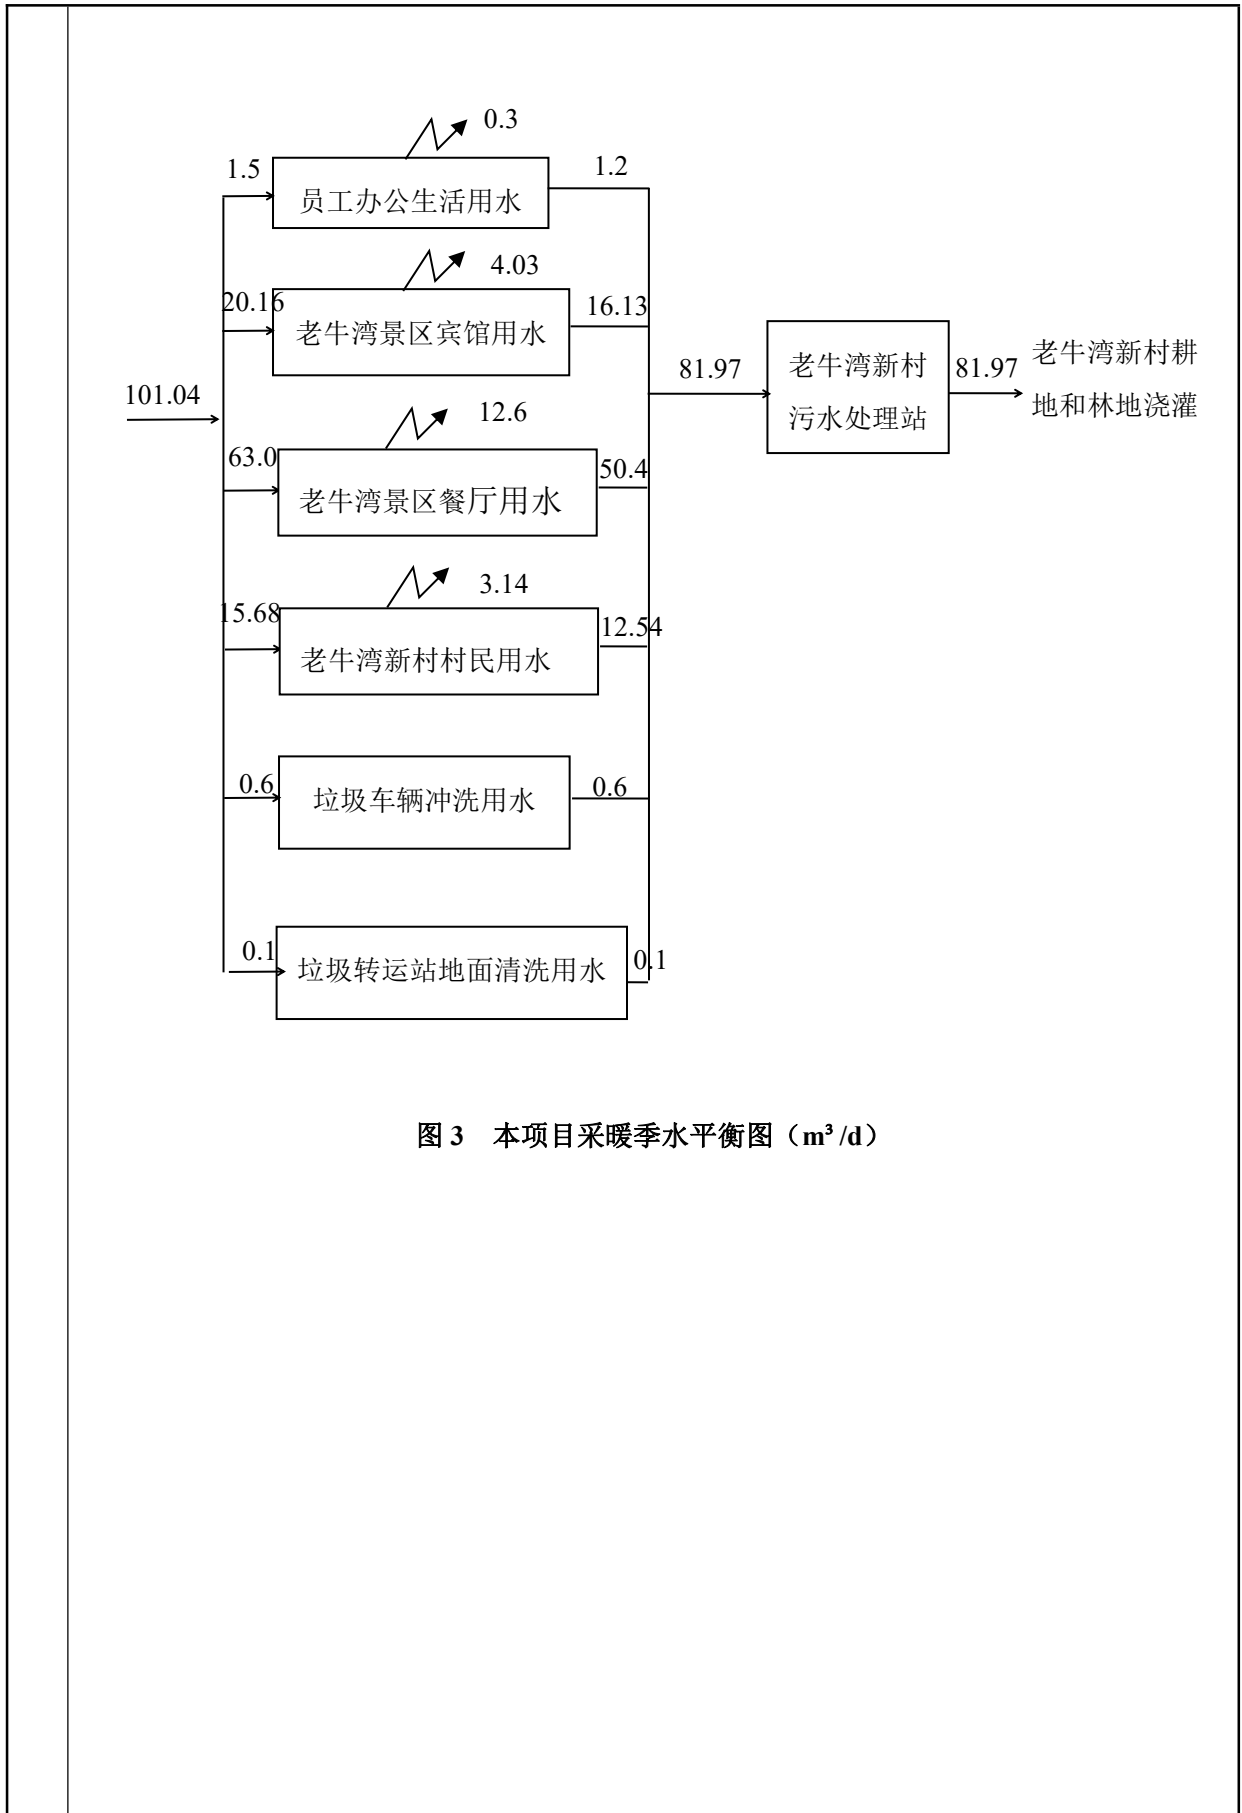 0.3
1.5
1.2
员工办公生活用水
4.03
20.16
16.13
老牛湾景区宾馆用水
老牛湾新村
污水处理站
老牛湾新村耕
地和林地浇灌
81.97
81.97
101.04
12.6
63.0
50.4
老牛湾景区餐厅用水
3.14
15.68
12.54
老牛湾新村村民用水
0.6
0.6
垃圾车辆冲洗用水
0.1
0.1
垃圾转运站地面清洗用水
图 3 本项目采暖季水平衡图（m³ /d）